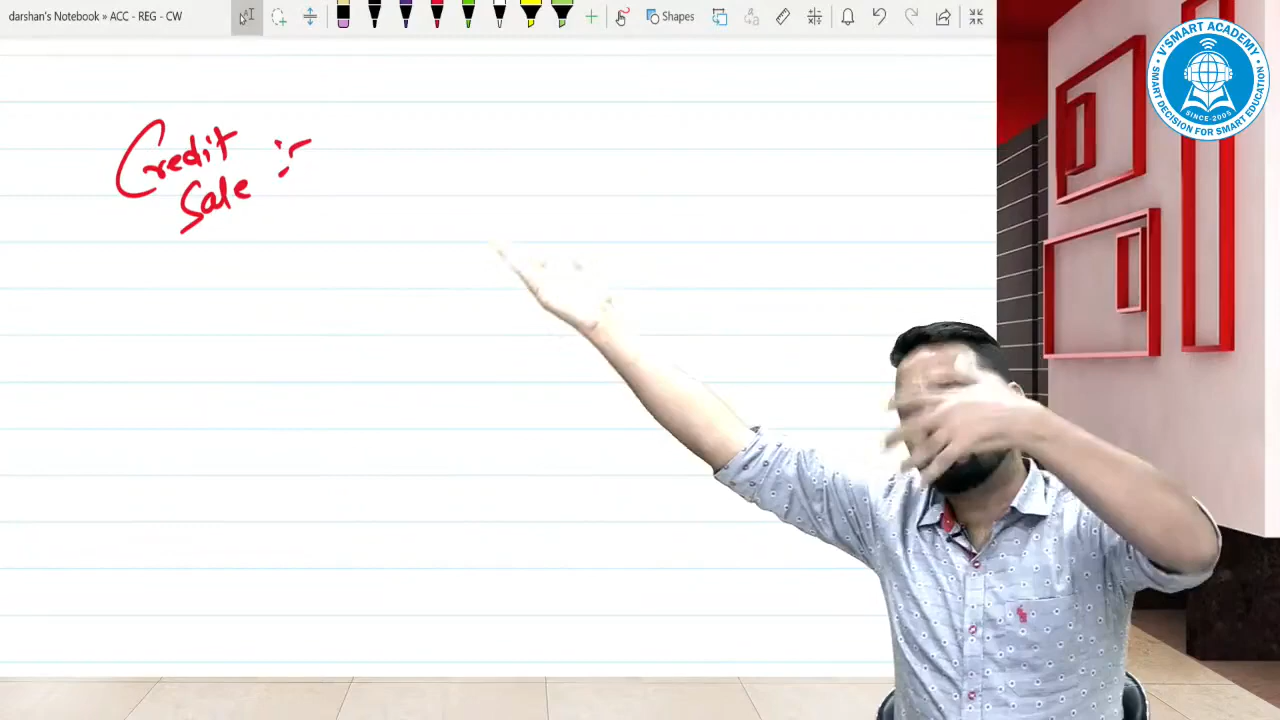 darshan's Notebook » ACC - REG - CW
Shapes
Credit :-
Sale
V'SMART ACADEMY
SMART DECISION FOR SMART EDUCATION
SINCE-2005